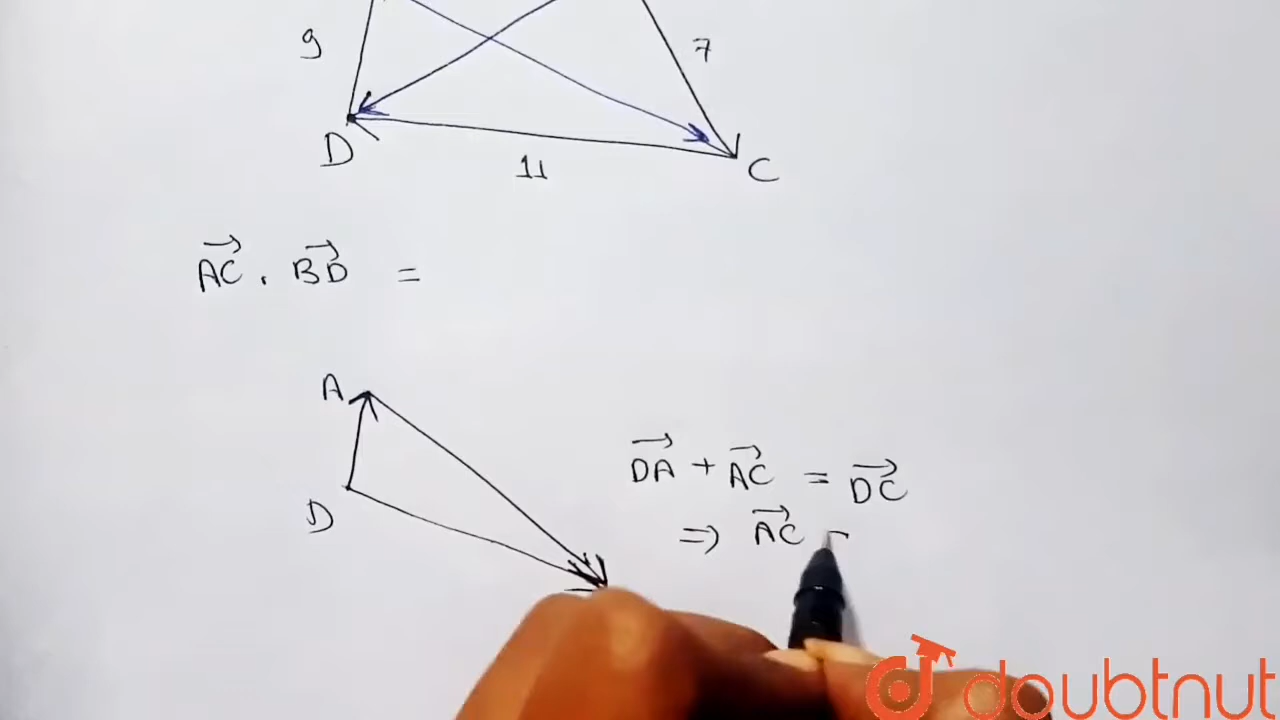 9
7
D
11
C
AC→ . BD→ =
A
DA→ + AC→ = DC→
⇒ AC→
D
doubtnut